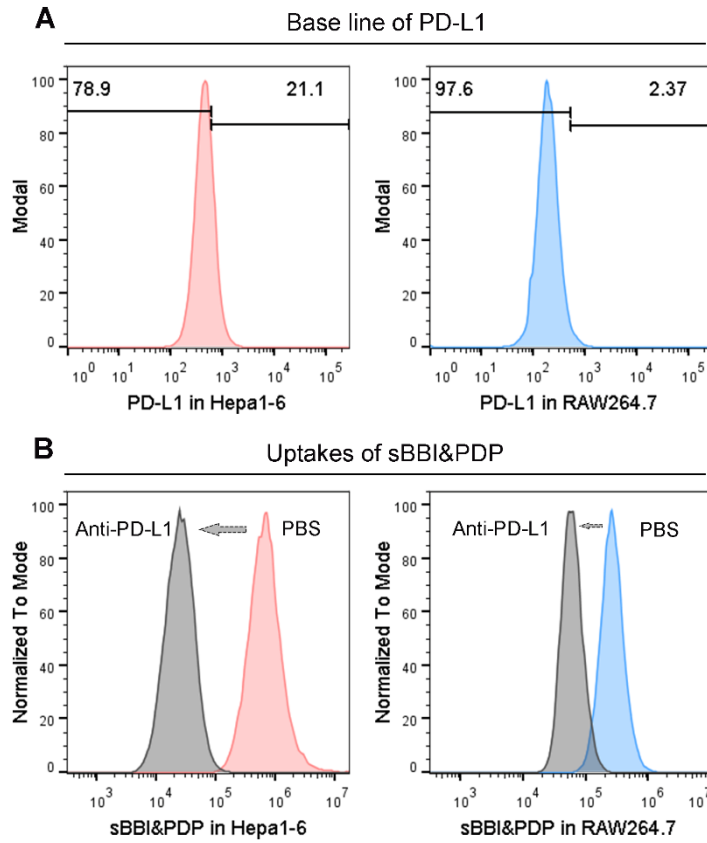 A
Base line of PD-L1
78.9 21.1
100
80
60
40
20
0
Modal
10^0 10^1 10^2 10^3 10^4 10^5
PD-L1 in Hepa1-6
97.6 2.37
100
80
60
40
20
0
Modal
10^0 10^1 10^2 10^3 10^4 10^5
PD-L1 in RAW264.7
B
Uptakes of sBBI&PDP
Anti-PD-L1 PBS
100
80
60
40
20
0
Normalized To Mode
10^3 10^4 10^5 10^6 10^7
sBBI&PDP in Hepa1-6
Anti-PD-L1 PBS
100
80
60
40
20
0
Normalized To Mode
10^3 10^4 10^5 10^6 10^7
sBBI&PDP in RAW264.7